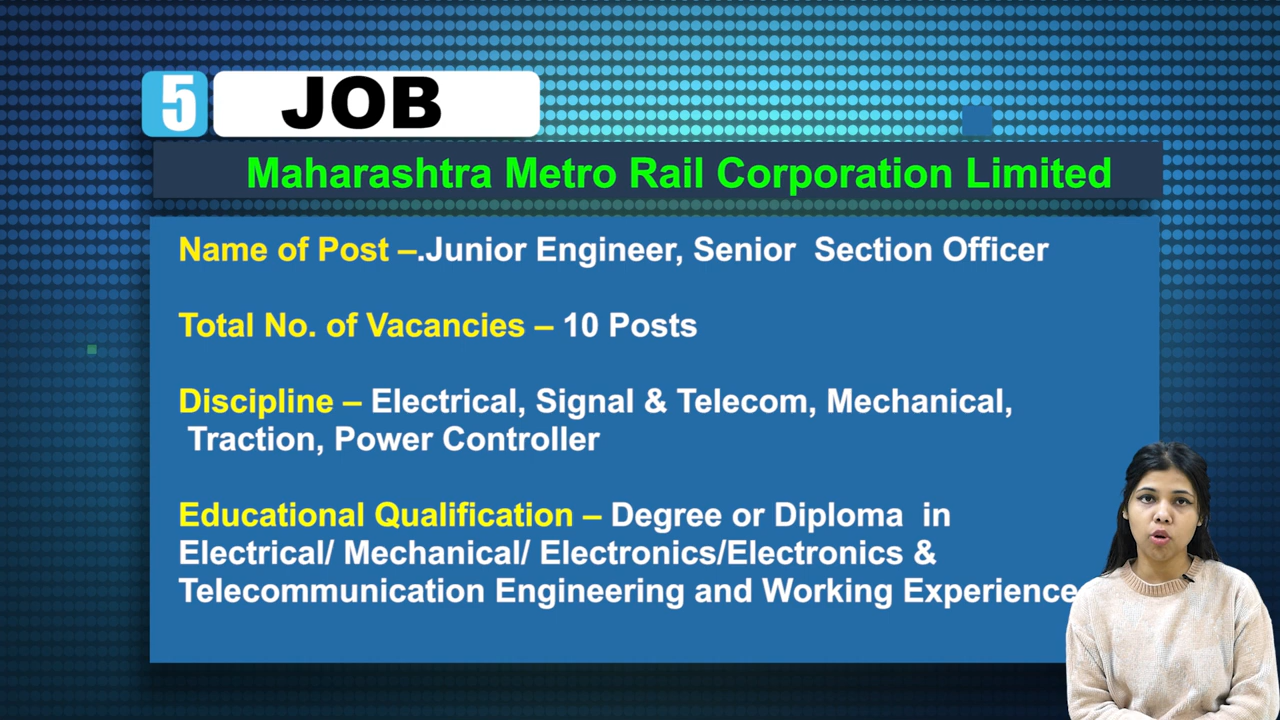 5 JOB
Maharashtra Metro Rail Corporation Limited
Name of Post –.Junior Engineer, Senior  Section Officer
Total No. of Vacancies – 10 Posts
Discipline – Electrical, Signal & Telecom, Mechanical,
Traction, Power Controller
Educational Qualification – Degree or Diploma  in
Electrical/ Mechanical/ Electronics/Electronics &
Telecommunication Engineering and Working Experience